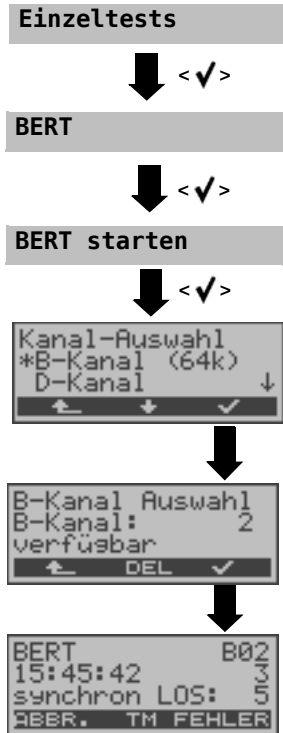 Einzeltests
< ✓ >
BERT
< ✓ >
BERT starten
< ✓ >
Kanal-Auswahl
*B-Kanal (64k)
D-Kanal ↓
B-Kanal Auswahl
B-Kanal: 2
verfügbar
DEL
BERT B02
15:45:42 3
synchron LOS: 5
ABBR. TM FEHLER